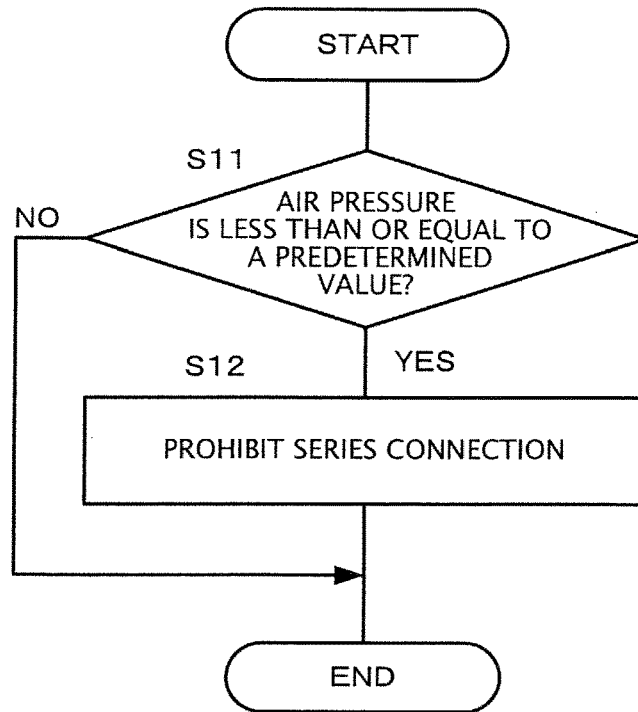 START
S11
AIR PRESSURE
NO
IS LESS THAN OR EQUAL TO
A PREDETERMINED
VALUE?
S12
YES
PROHIBIT SERIES CONNECTION
END